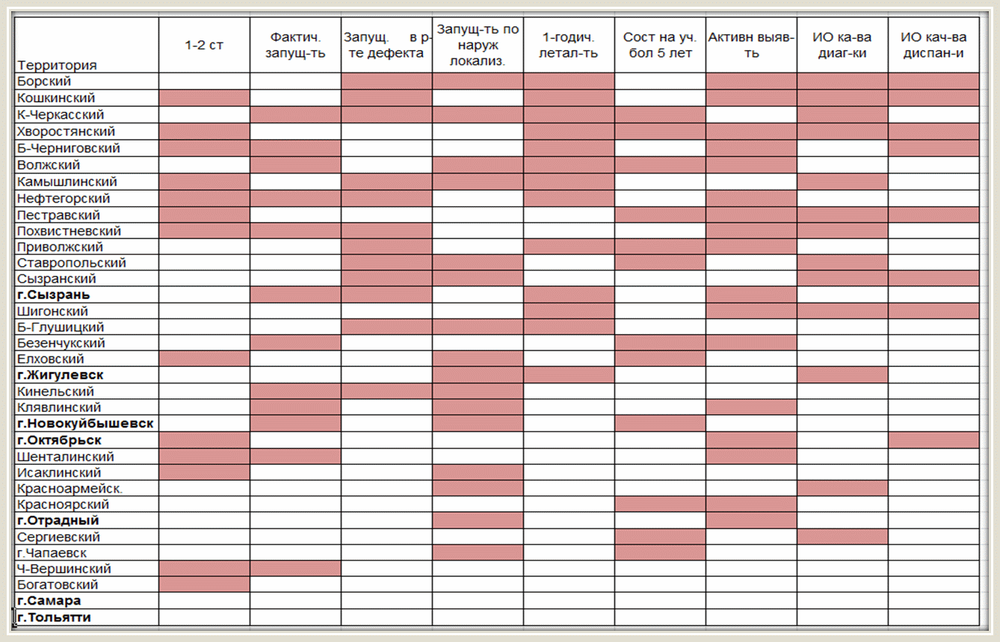 Территория
1-2 ст
Фактич.
запущ-ть
Запущ. в р-
те дефекта
Запущ-ть по
наруж
локализ.
1-годич.
летал-ть
Сост на уч.
бол 5 лет
Активн выяв-
ть
ИО ка-ва
диаг-ки
ИО кач-ва
диспан-и
Борский
Кошкинский
К-Черкасский
Хворостянский
Б-Черниговский
Волжский
Камышлинский
Нефтегорский
Пестравский
Похвистневский
Приволжский
Ставропольский
Сызранский
г.Сызрань
Шигонский
Б-Глушицкий
Безенчукский
Елховский
г.Жигулевск
Кинельский
Клявлинский
г.Новокуйбышевск
г.Октябрьск
Шенталинский
Исаклинский
Красноармейск.
Красноярский
г.Отрадный
Сергиевский
г.Чапаевск
Ч-Вершинский
Богатовский
г.Самара
г.Тольятти